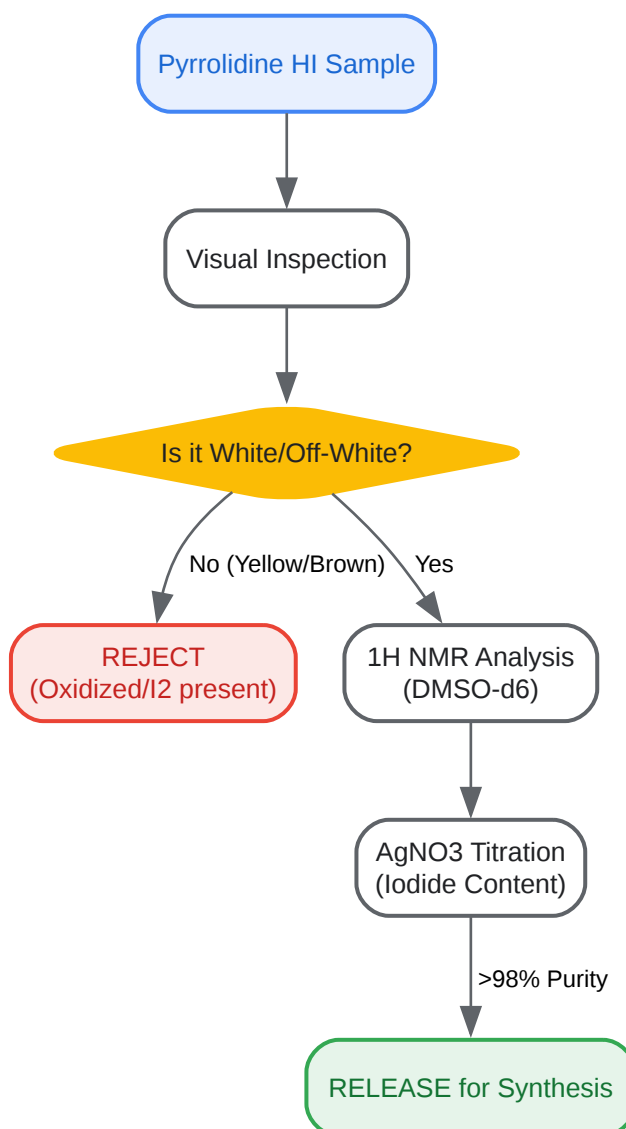 Pyrrolidine HI Sample
Visual Inspection
Is it White/Off-White?
No (Yellow/Brown)
Yes
REJECT
(Oxidized/I2 present)
1H NMR Analysis
(DMSO-d6)
AgNO3 Titration
(Iodide Content)
>98% Purity
RELEASE for Synthesis